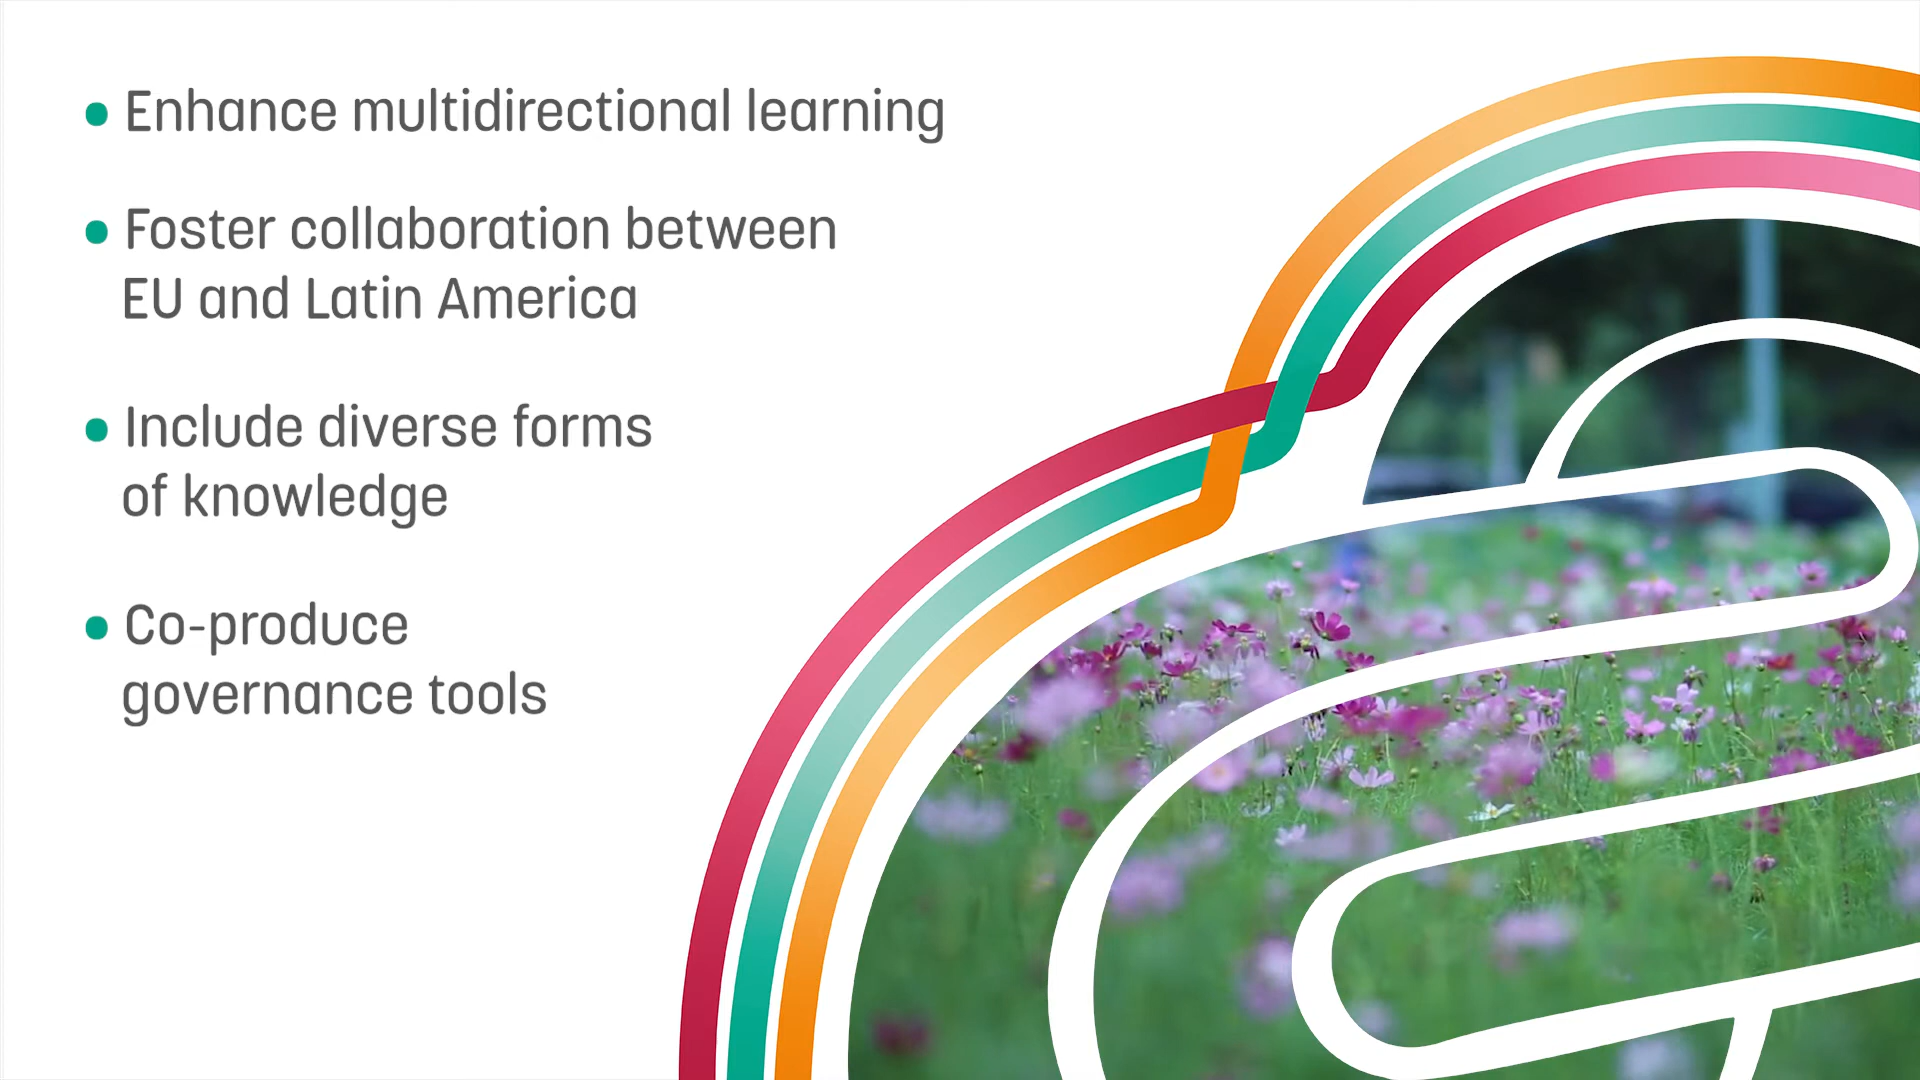 • Enhance multidirectional learning
• Foster collaboration between
EU and Latin America
• Include diverse forms
of knowledge
• Co-produce
governance tools